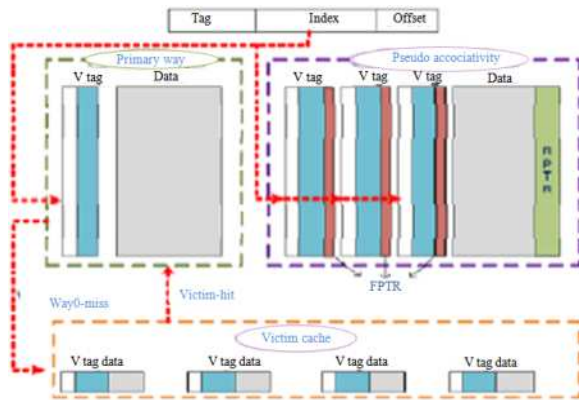 Tag Index Offset
Primary way
Pseudo accociativity
V tag Data
V tag V tag V tag Data
FPTR
Way0-miss
Victim-hit
Victim cache
V tag data V tag data V tag data V tag data